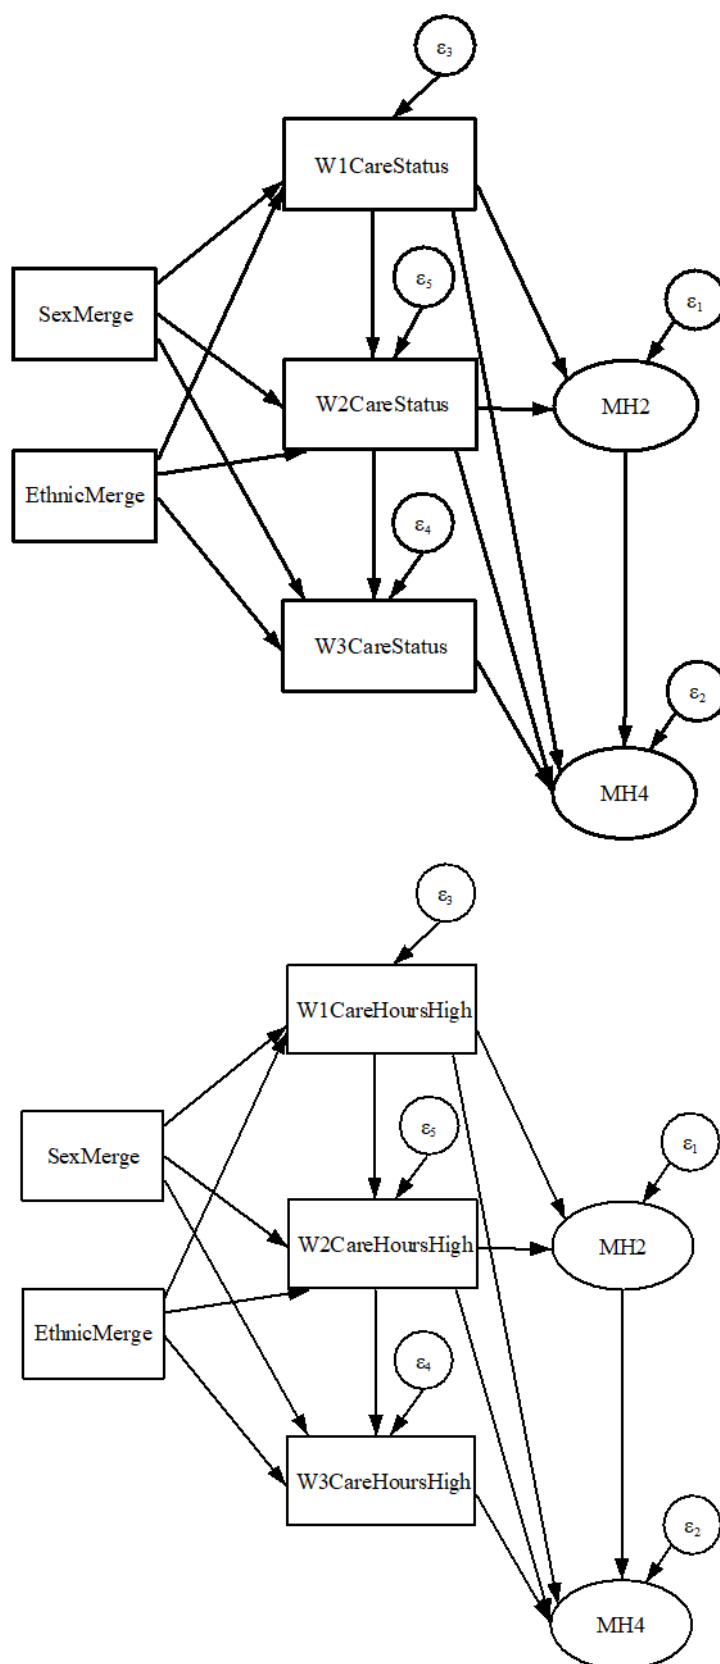 ε3
W1CareStatus
SexMerge
ε5
ε1
W2CareStatus
MH2
EthnicMerge
ε4
W3CareStatus
ε2
MH4
ε3
W1CareHoursHigh
SexMerge
ε5
ε1
W2CareHoursHigh
MH2
EthnicMerge
ε4
W3CareHoursHigh
ε2
MH4